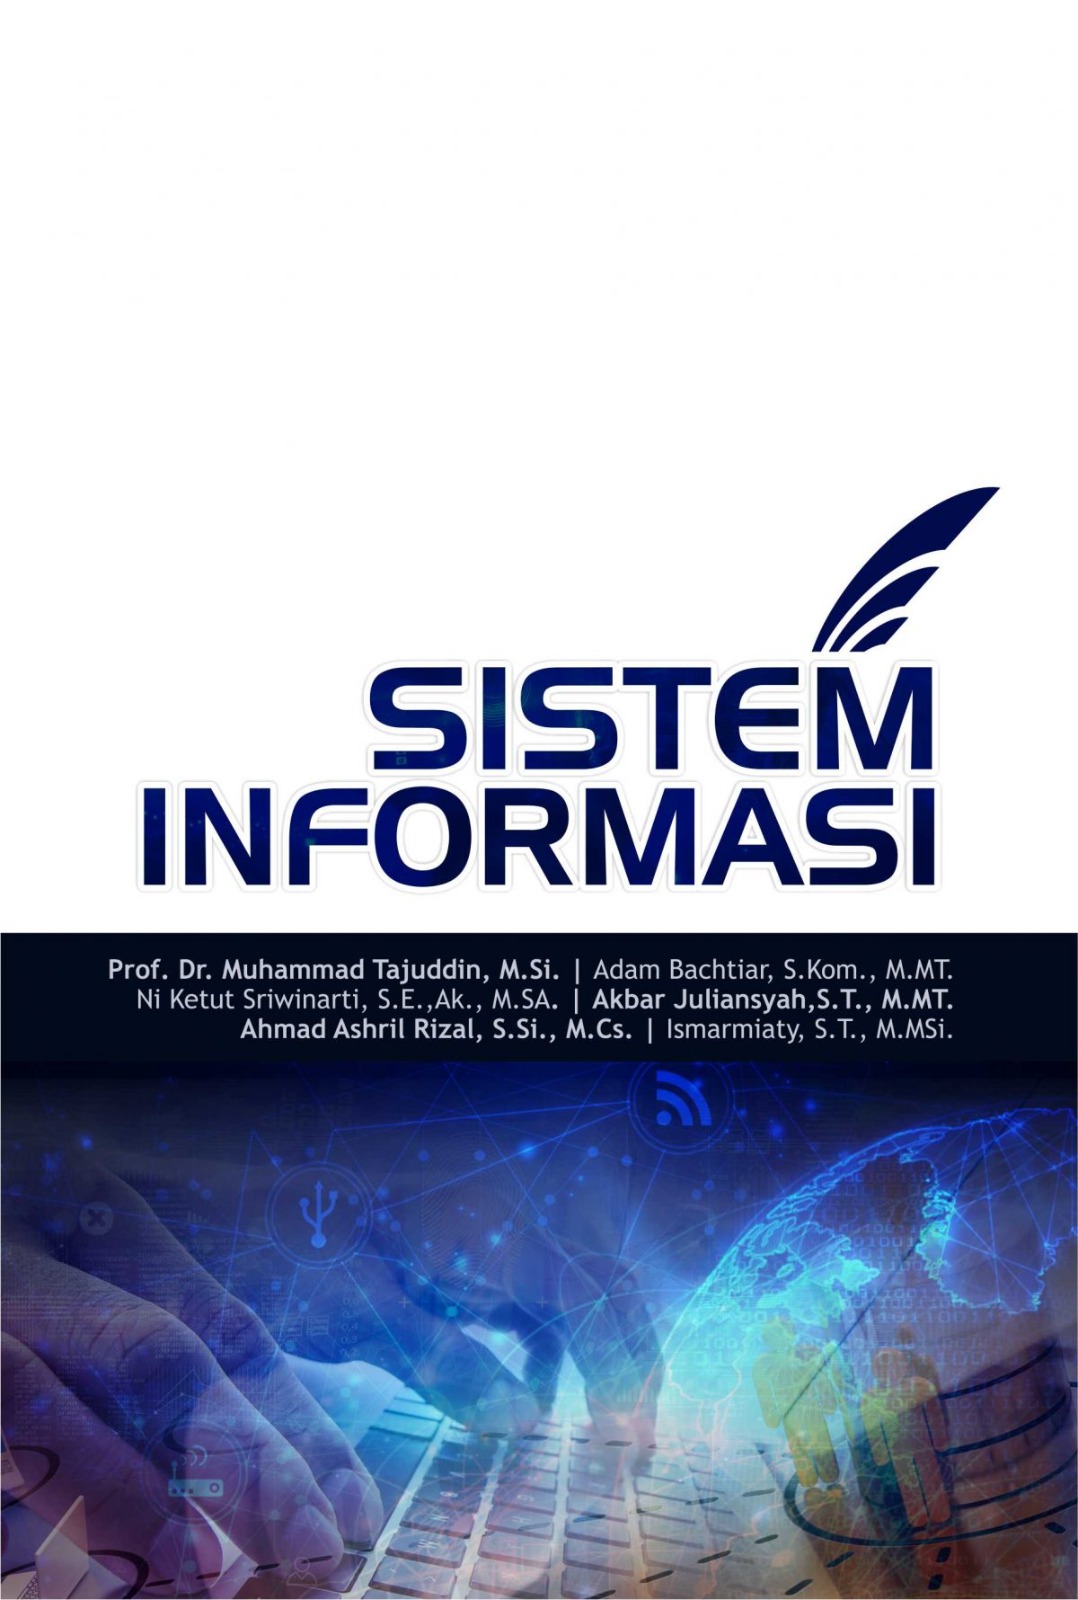 SISTEM
INFORMASI
Prof. Dr. Muhammad Tajuddin, M.Si. | Adam Bachtiar, S.Kom., M.MT.
Ni Ketut Sriwinarti, S.E.,Ak., M.SA. | Akbar Juliansyah,S.T., M.MT.
Ahmad Ashril Rizal, S.Si., M.Cs. | Ismarmiaty, S.T., M.MSi.